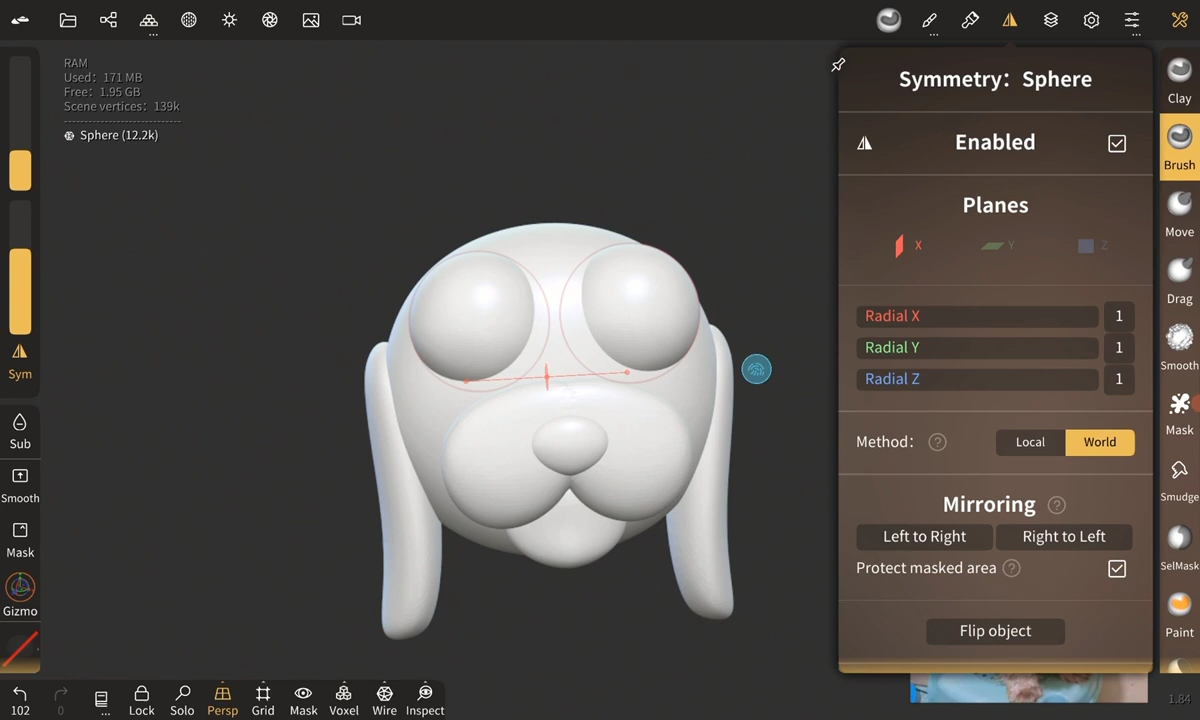 RAM
Used: 171 MB
Free: 1.95 GB
Scene vertices: 139k
Sphere (12.2k)
Sym
Sub
Smooth
Mask
Gizmo
102
0
Lock
Solo
Persp
Grid
Mask
Voxel
Wire
Inspect
Symmetry: Sphere
Enabled
Planes
X
Y
Z
Radial X 1
Radial Y 1
Radial Z 1
Method: ? Local World
Mirroring ?
Left to Right Right to Left
Protect masked area ?
Flip object
Clay
Brush
Move
Drag
Smooth
Mask
Smudge
SelMask
Paint
1.84